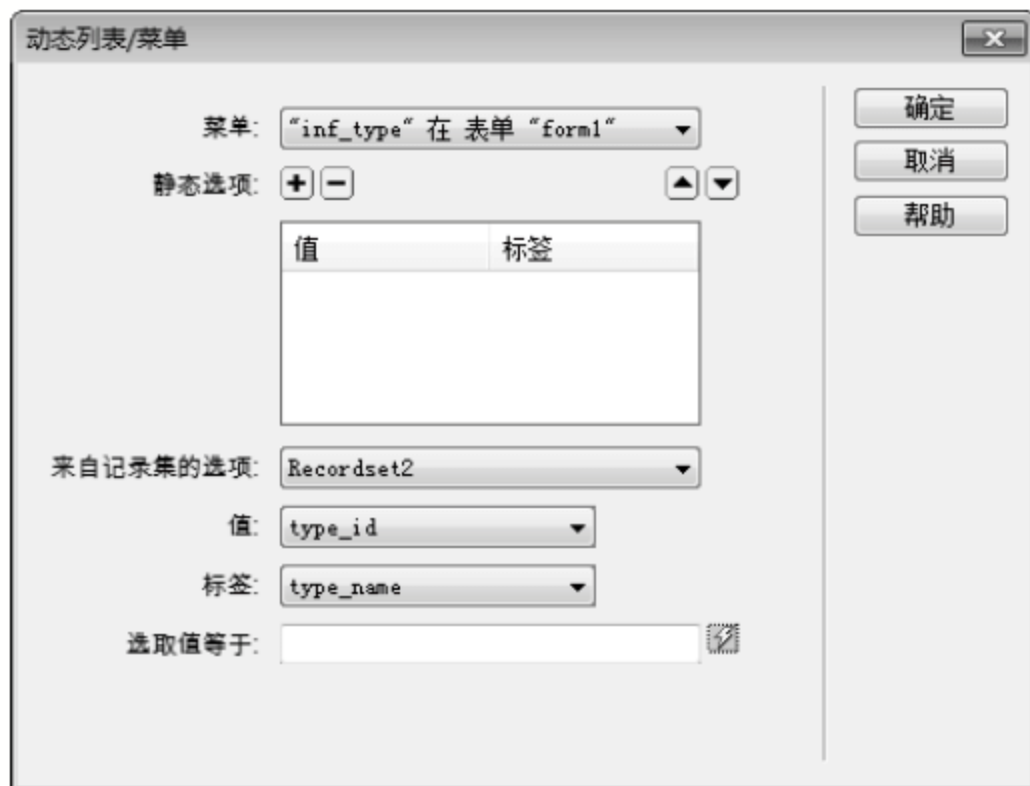 动态列表/菜单
菜单: "inf_type" 在 表单 "form1"
确定
静态选项:
取消
帮助
值 标签
来自记录集的选项: Recordset2
值: type_id
标签: type_name
选取值等于: